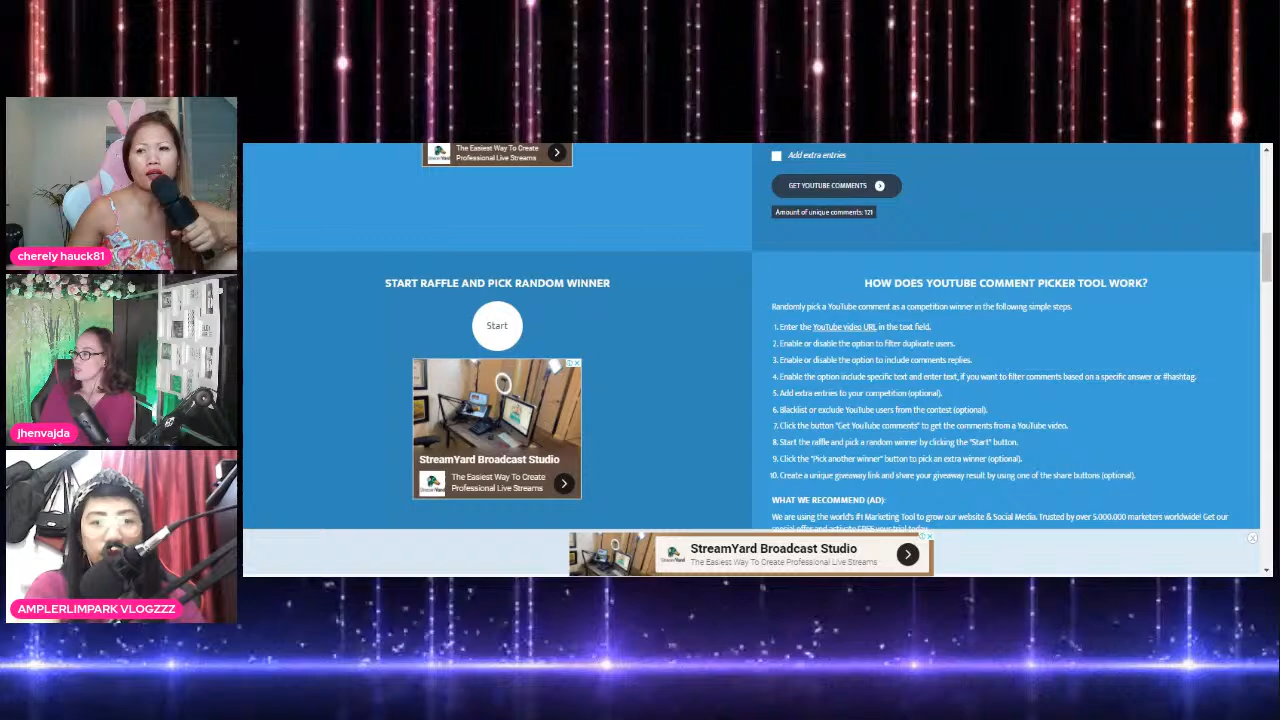 cherely hauck81
jhenvajda
AMPLERLIMPARK VLOGZZZ
The Easiest Way To Create
Professional Live Streams
Add extra entries
GET YOUTUBE COMMENTS
Amount of unique comments: 121
START RAFFLE AND PICK RANDOM WINNER
Start
StreamYard Broadcast Studio
The Easiest Way To Create
Professional Live Streams
HOW DOES YOUTUBE COMMENT PICKER TOOL WORK?
Randomly pick a YouTube comment as a competition winner in the following simple steps.
1. Enter the YouTube video URL in the text field.
2. Enable or disable the option to filter duplicate users.
3. Enable or disable the option to include comments replies.
4. Enable the option include specific text and enter text, if you want to filter comments based on a specific answer or #hashtag.
5. Add extra entries to your competition (optional).
6. Blacklist or exclude YouTube users from the contest (optional).
7. Click the button "Get YouTube comments" to get the comments from a YouTube video.
8. Start the raffle and pick a random winner by clicking the "Start" button.
9. Click the "Pick another winner" button to pick an extra winner (optional).
10. Create a unique giveaway link and share your giveaway result by using one of the share buttons (optional).
WHAT WE RECOMMEND (AD):
We are using the world's #1 Marketing Tool to grow our website & Social Media. Trusted by over 5.000.000 marketers worldwide! Get our
special offer and activate FREE your trial today
StreamYard Broadcast Studio
The Easiest Way To Create Professional Live Streams